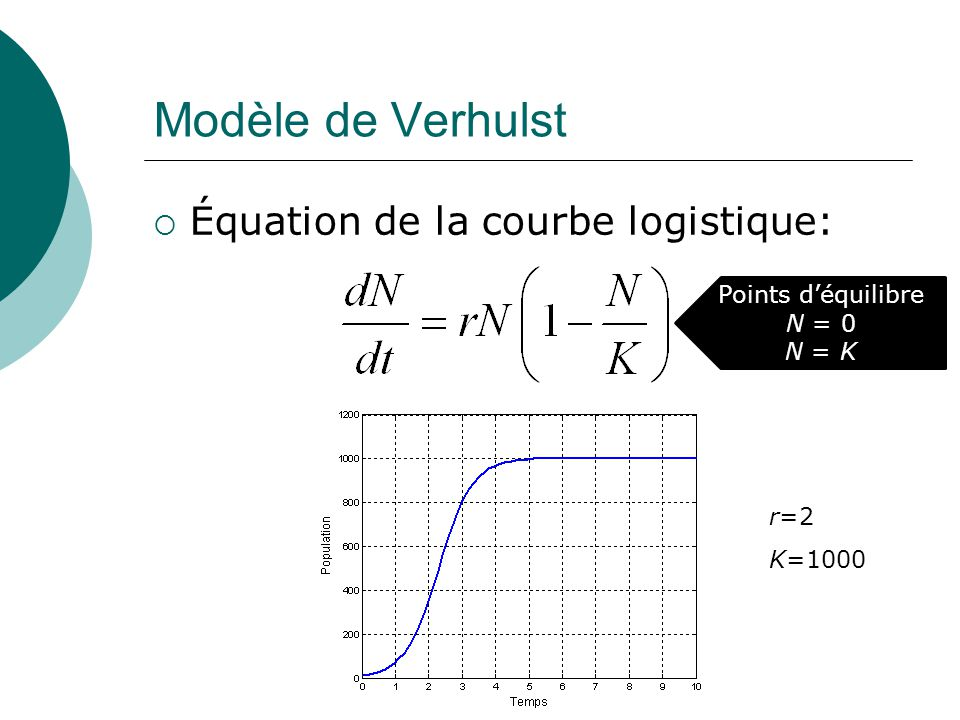 Modèle de Verhulst
Équation de la courbe logistique:
dN/dt = rN(1 − N/K)
Points d’équilibre
N = 0
N = K
1200
1000
800
600
400
200
0
Population
0 1 2 3 4 5 6 7 8 9 10
Temps
r=2
K=1000